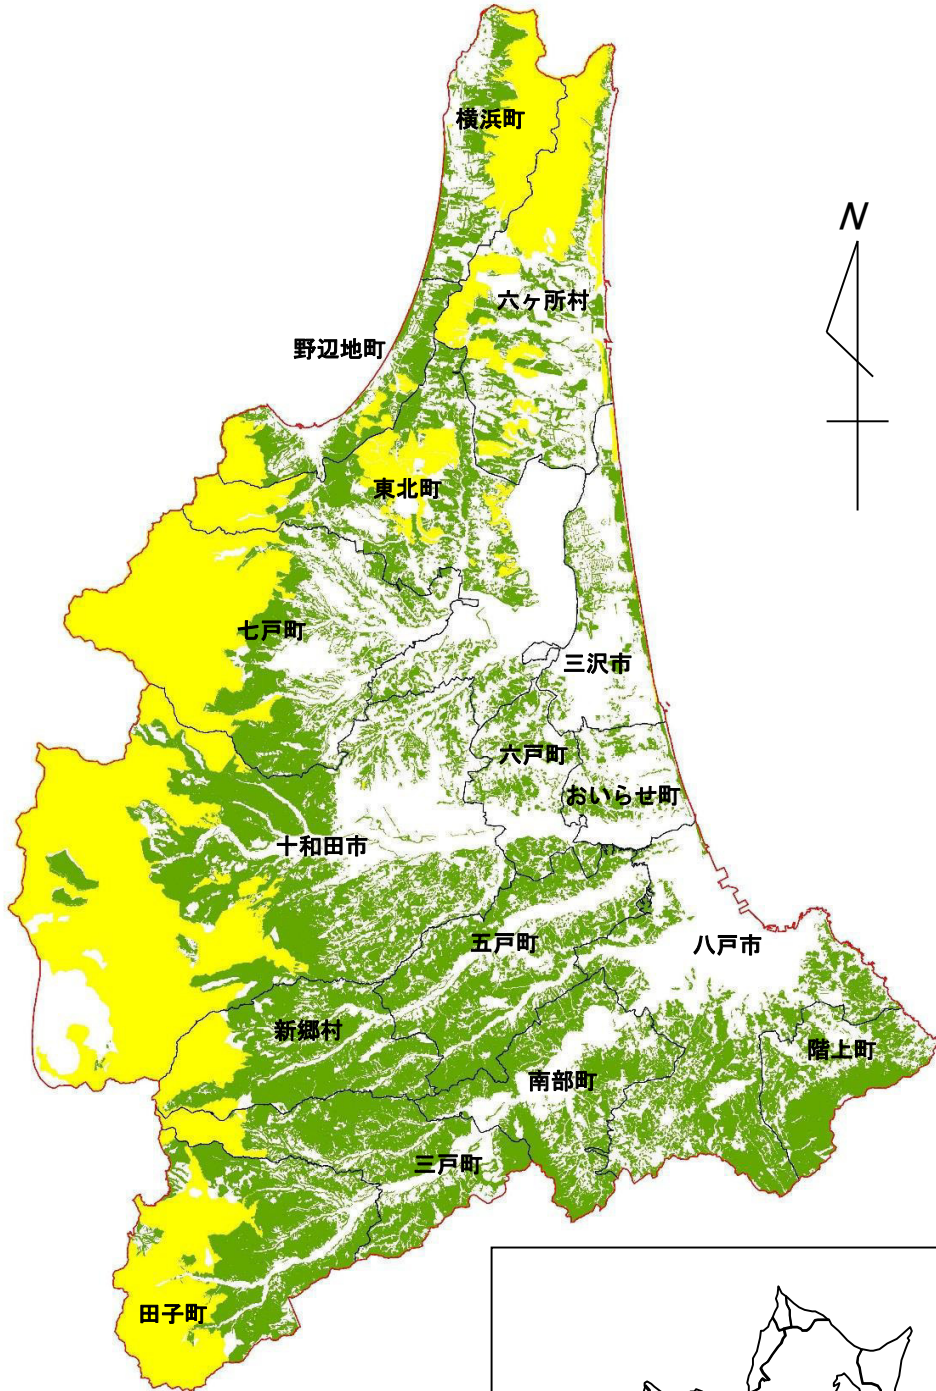 横浜町
N
六ヶ所村
野辺地町
東北町
七戸町
三沢市
六戸町
おいらせ町
十和田市
五戸町
八戸市
新郷村
階上町
南部町
三戸町
田子町